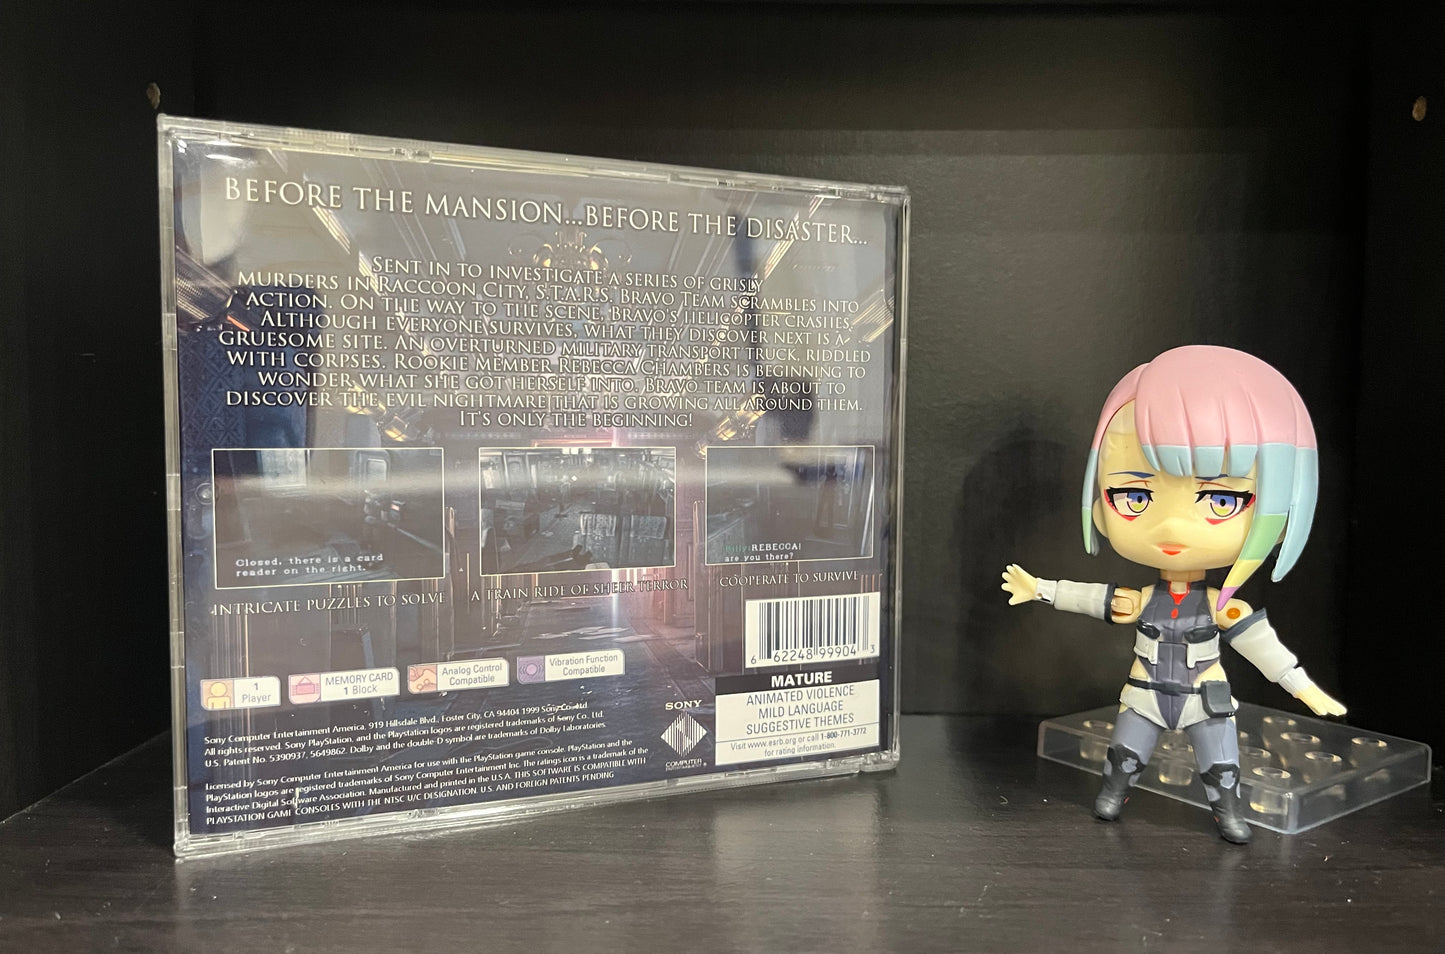 BEFORE THE MANSION...BEFORE THE DISASTER...
SENT IN TO INVESTIGATE A SERIES OF GRISLY
MURDERS IN RACCOON CITY, S.T.A.R.S. BRAVO TEAM SCRAMBLES INTO
ACTION. ON THE WAY TO THE SCENE, BRAVO'S HELICOPTER CRASHES.
ALTHOUGH EVERYONE SURVIVES, WHAT THEY DISCOVER NEXT IS A
GRUESOME SITE. AN OVERTURNED MILITARY TRANSPORT TRUCK, RIDDLED
WITH CORPSES. ROOKIE MEMBER REBECCA CHAMBERS IS BEGINNING TO
WONDER WHAT SHE GOT HERSELF INTO. BRAVO TEAM IS ABOUT TO
DISCOVER THE EVIL NIGHTMARE THAT IS GROWING ALL AROUND THEM.
IT'S ONLY THE BEGINNING!
Closed, there is a card
reader on the right.
Billy:REBECCA!
are you there?
INTRICATE PUZZLES TO SOLVE
A TRAIN RIDE OF SHEER TERROR
COOPERATE TO SURVIVE
6 62248 99904 3
1
Player
MEMORY CARD
1 Block
Analog Control
Compatible
Vibration Function
Compatible
MATURE
ANIMATED VIOLENCE
MILD LANGUAGE
SUGGESTIVE THEMES
Visit www.esrb.org or call 1-800-771-3772
for rating information.
SONY
COMPUTER
ENTERTAINMENT
Sony Computer Entertainment America, 919 Hillsdale Blvd., Foster City, CA 94404 1999 Sony Co. Ltd.
All rights reserved. Sony, PlayStation, and the Playstation logos are registered trademarks of Sony Co. Ltd.
U.S. Patent No. 5390937, 5649862. Dolby and the double-D symbol are trademarks of Dolby laboratories.
Licensed by Sony Computer Entertainment America for use with the PlayStation game console. PlayStation and the
PlayStation logos are registered trademarks of Sony Computer Entertainment Inc. The ratings icon is a trademark of the
Interactive Digital Software Association. Manufactured and printed in the U.S.A. THIS SOFTWARE IS COMPATIBLE WITH
PLAYSTATION GAME CONSOLES WITH THE NTSC U/C DESIGNATION. U.S. AND FOREIGN PATENTS PENDING